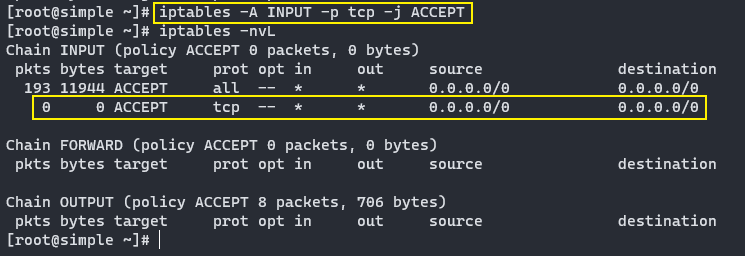 [root@simple ~]# iptables -A INPUT -p tcp -j ACCEPT
[root@simple ~]# iptables -nvL
Chain INPUT (policy ACCEPT 0 packets, 0 bytes)
 pkts bytes target     prot opt in     out     source               destination
  193 11944 ACCEPT     all  --  *      *       0.0.0.0/0            0.0.0.0/0
    0     0 ACCEPT     tcp  --  *      *       0.0.0.0/0            0.0.0.0/0

Chain FORWARD (policy ACCEPT 0 packets, 0 bytes)
 pkts bytes target     prot opt in     out     source               destination

Chain OUTPUT (policy ACCEPT 8 packets, 706 bytes)
 pkts bytes target     prot opt in     out     source               destination
[root@simple ~]#